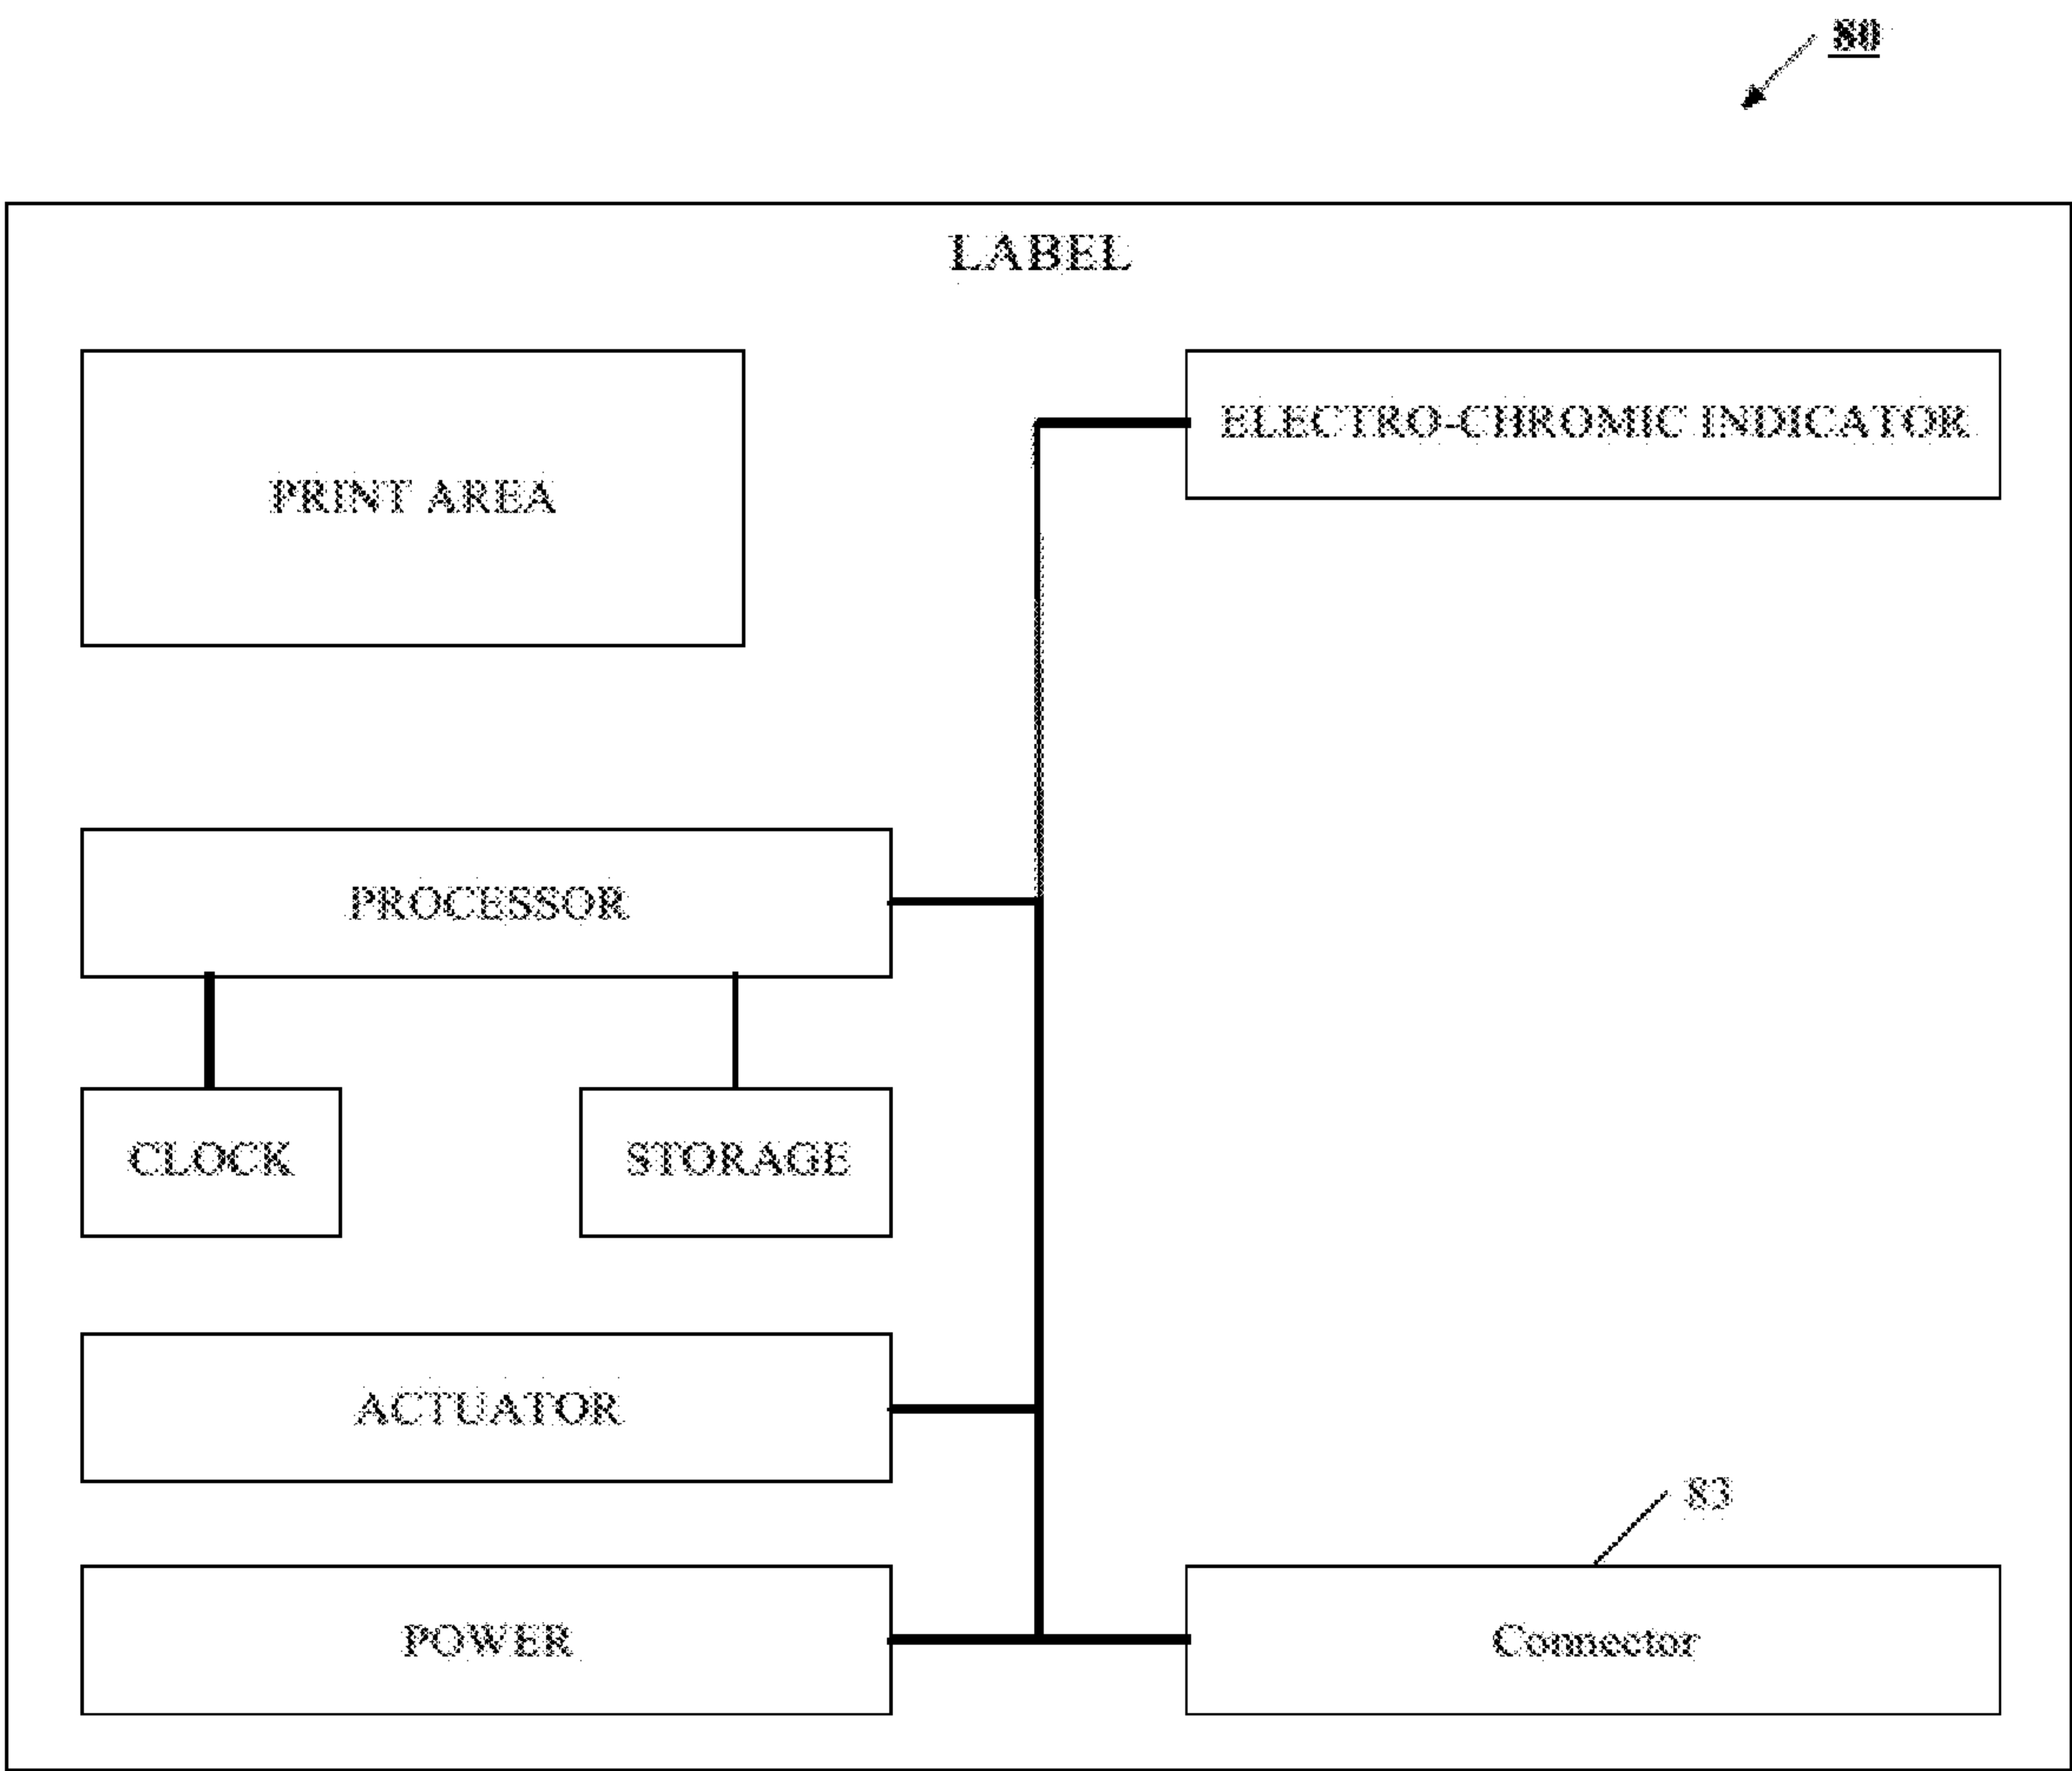 80
LABEL
PRINT AREA
ELECTRO-CHROMIC INDICATOR
PROCESSOR
CLOCK
STORAGE
ACTUATOR
83
POWER
Connector